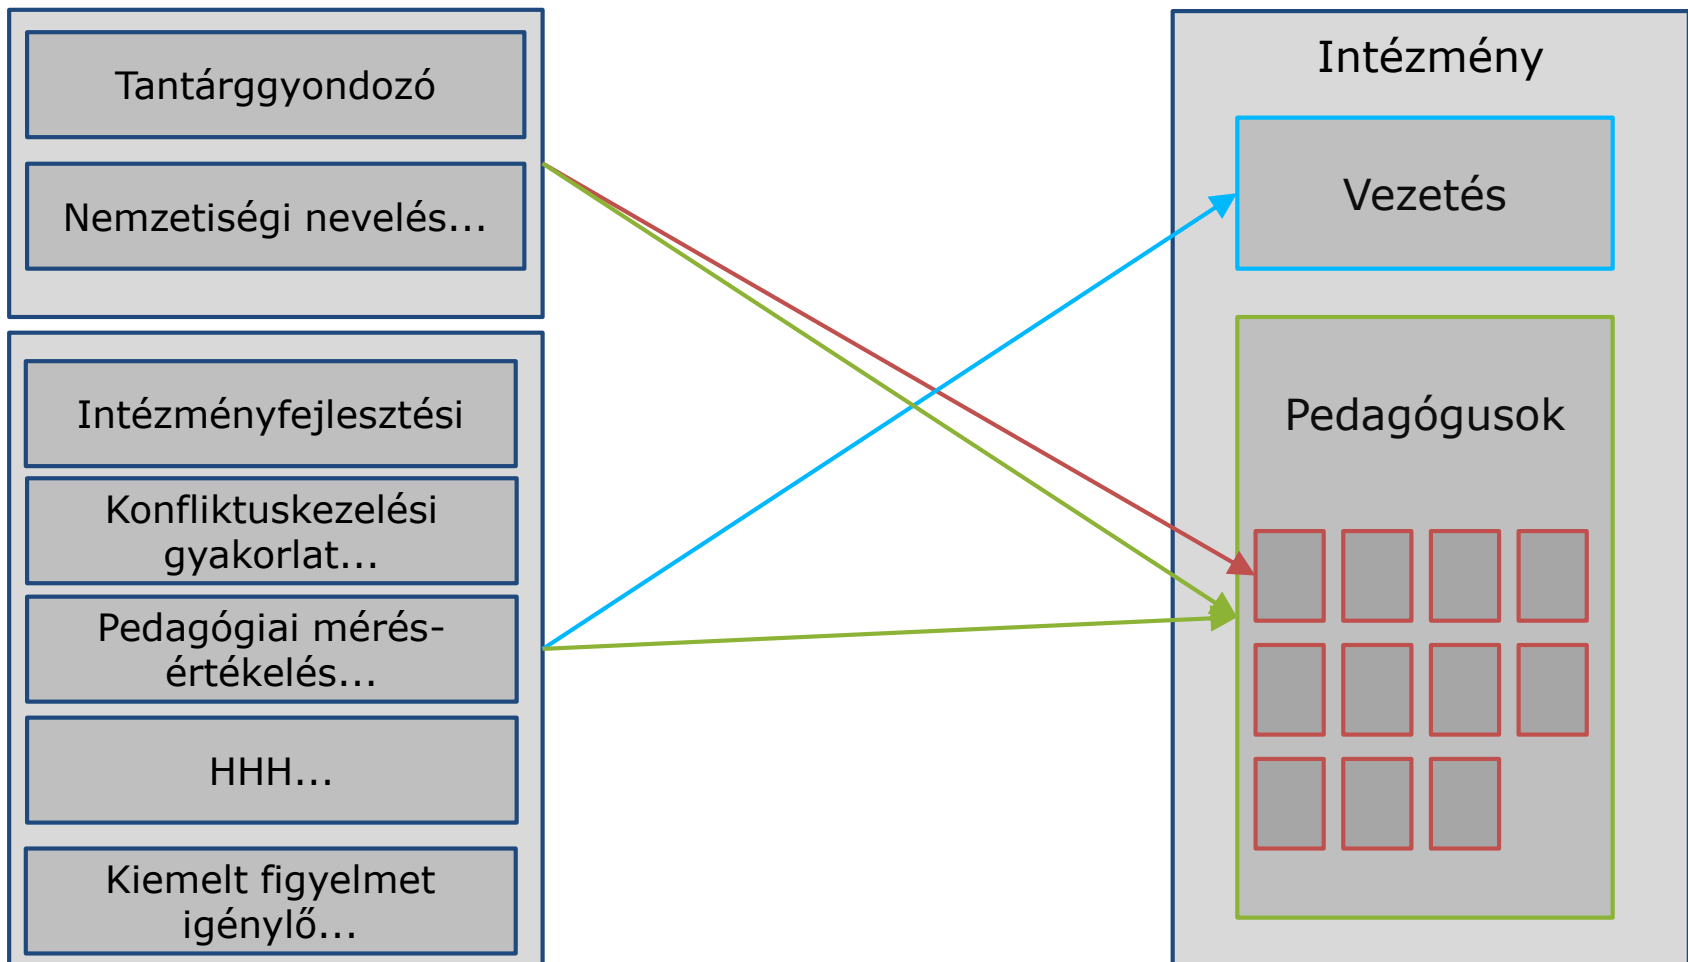 Tantárggyondozó
Nemzetiségi nevelés...
Intézményfejlesztési
Konfliktuskezelési
gyakorlat...
Pedagógiai mérés-
értékelés...
HHH...
Kiemelt figyelmet
igénylő...
Intézmény
Vezetés
Pedagógusok